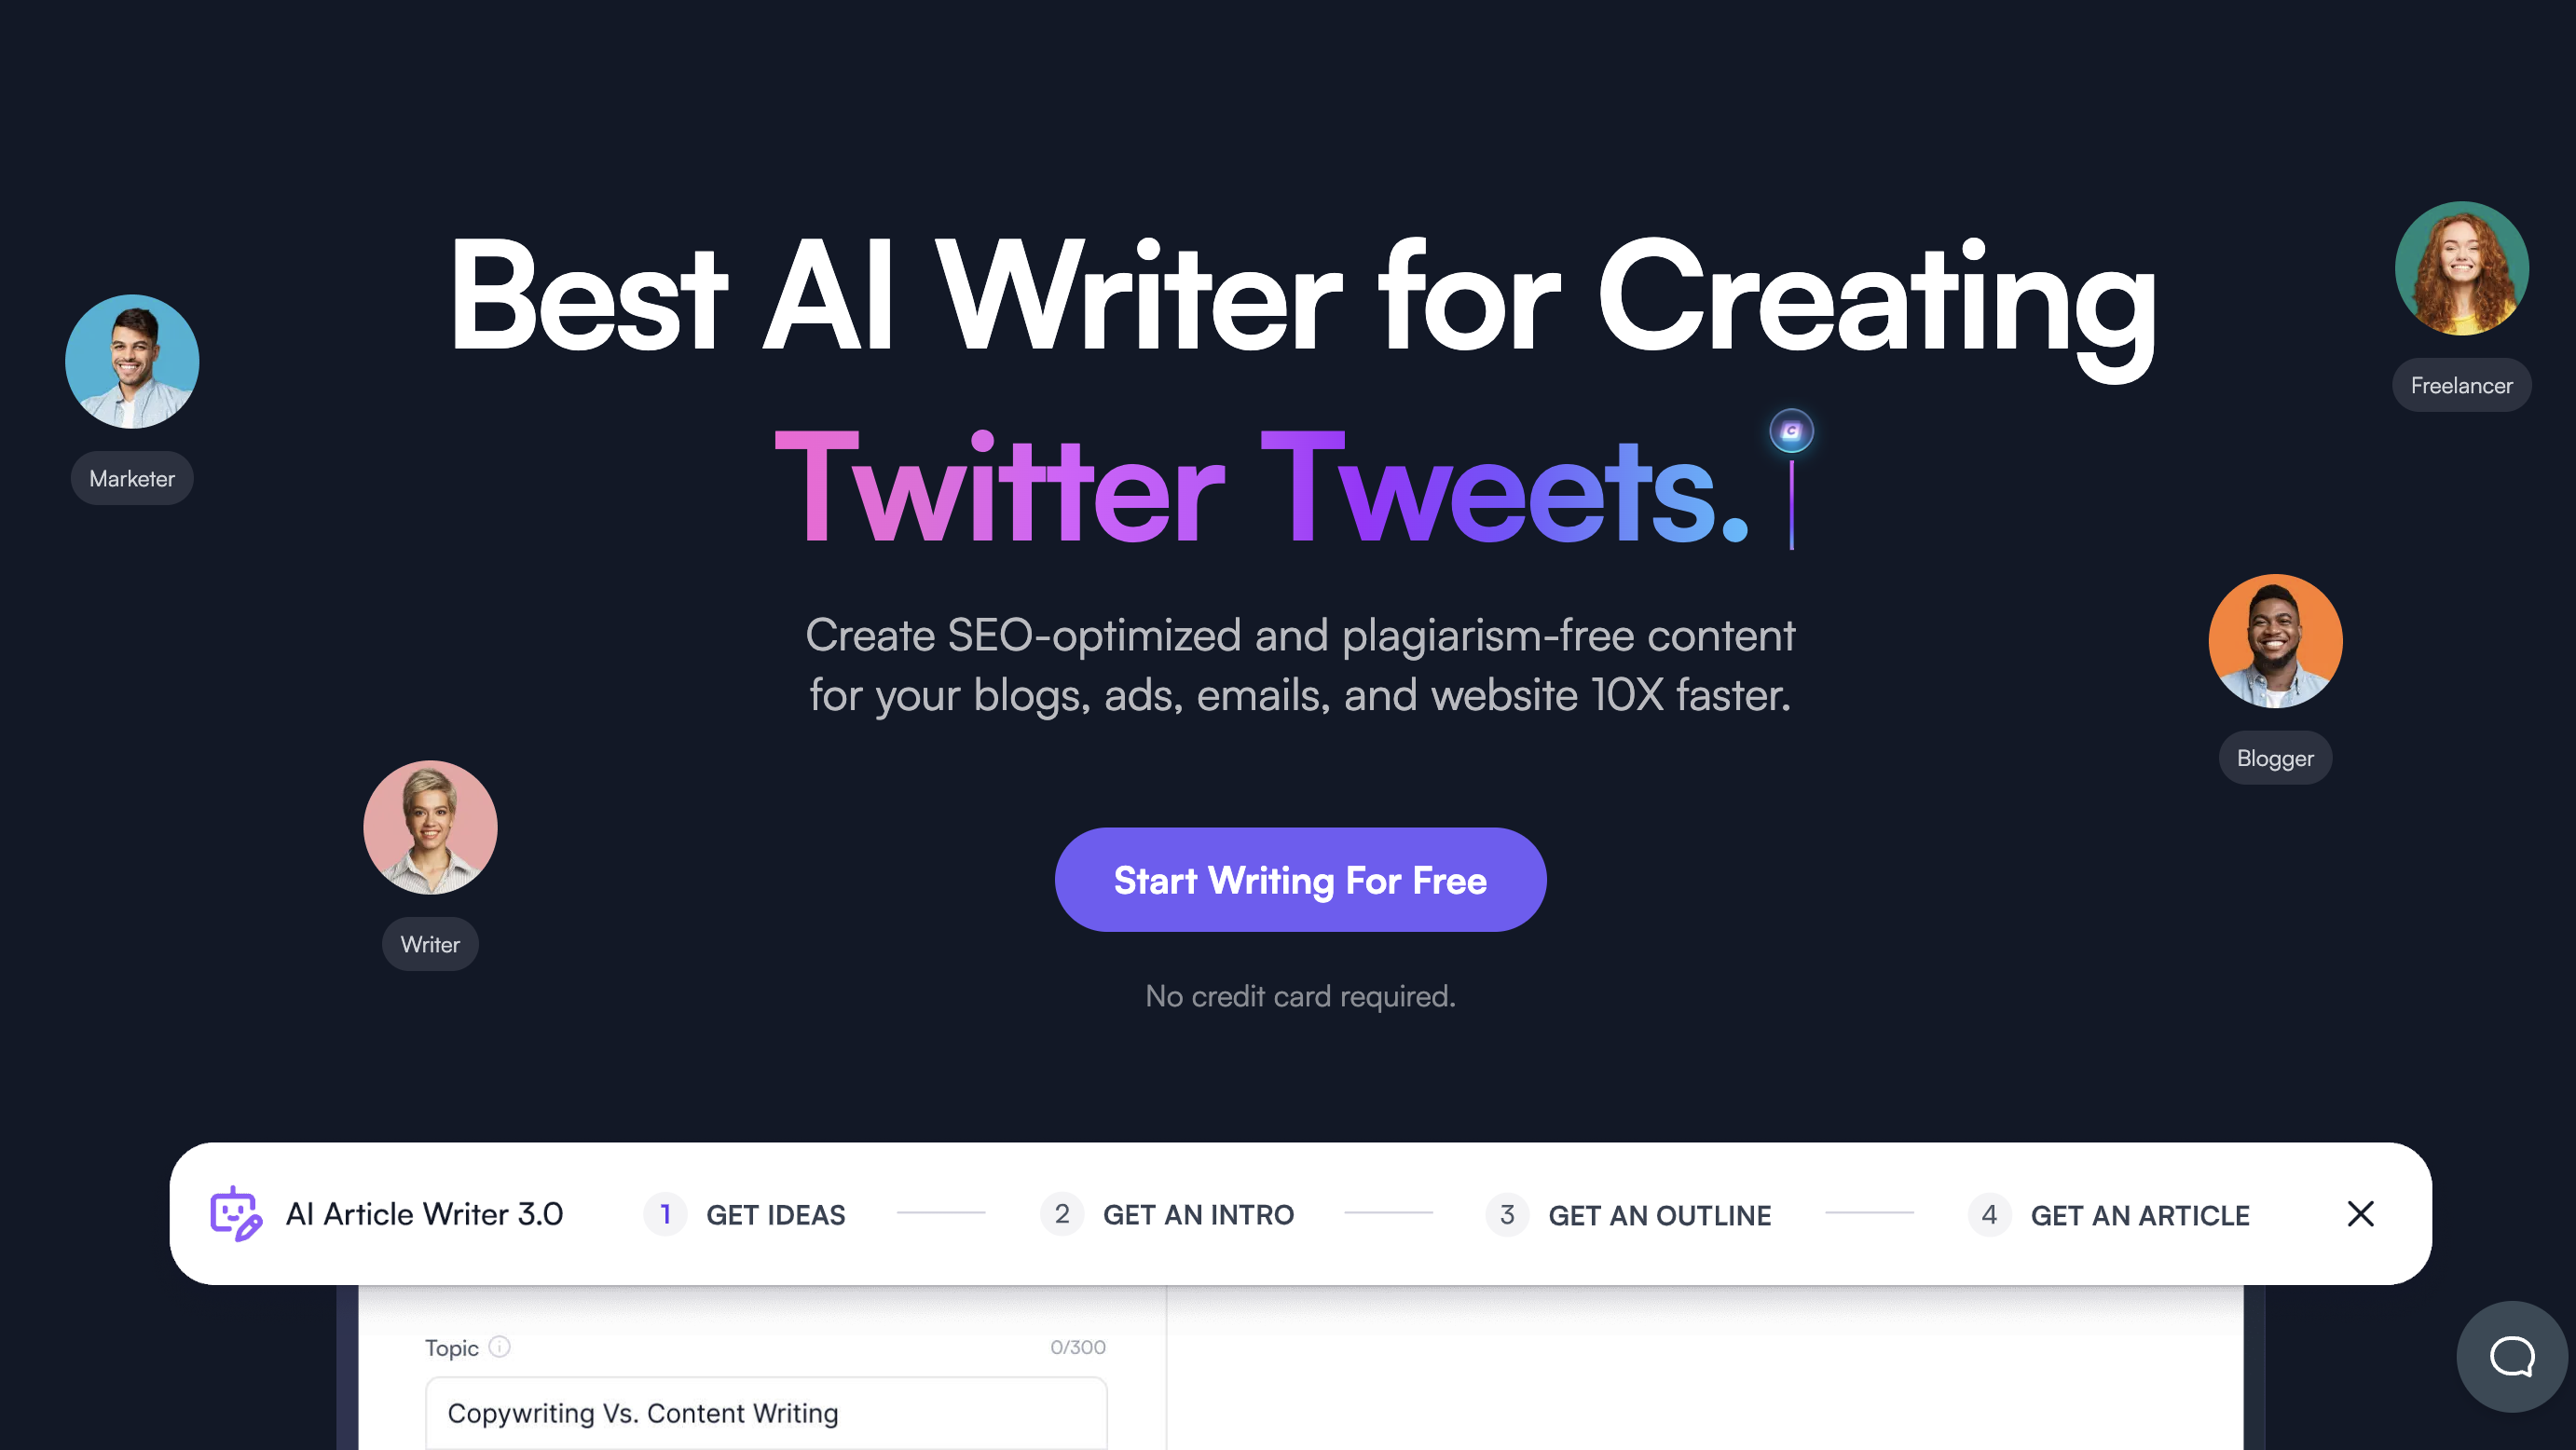 Best AI Writer for Creating
Twitter Tweets.
Create SEO-optimized and plagiarism-free content
for your blogs, ads, emails, and website 10X faster.
Marketer
Freelancer
Blogger
Writer
Start Writing For Free
No credit card required.
AI Article Writer 3.0
1 GET IDEAS
2 GET AN INTRO
3 GET AN OUTLINE
4 GET AN ARTICLE
Topic
0/300
Copywriting Vs. Content Writing